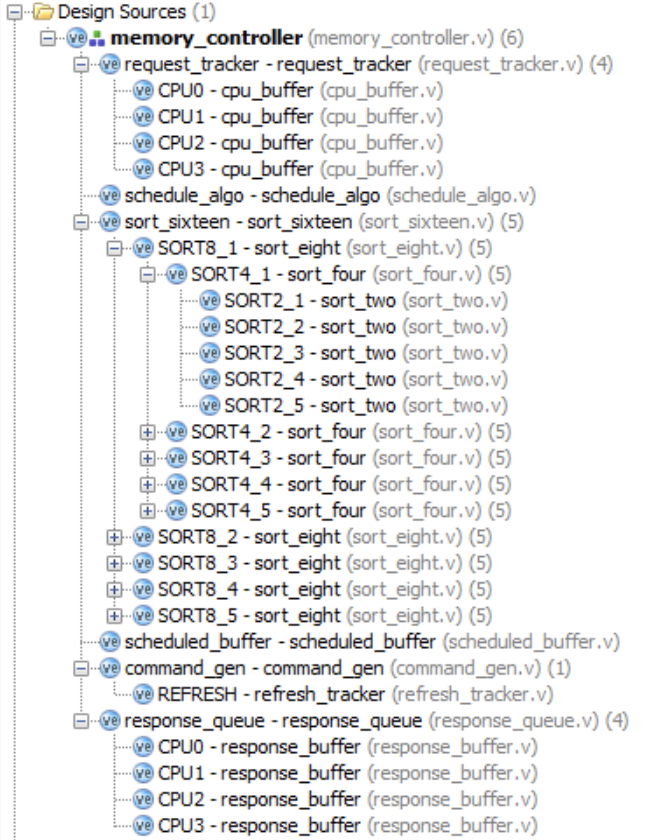 Design Sources (1)
memory_controller (memory_controller.v) (6)
request_tracker - request_tracker (request_tracker.v) (4)
CPU0 - cpu_buffer (cpu_buffer.v)
CPU1 - cpu_buffer (cpu_buffer.v)
CPU2 - cpu_buffer (cpu_buffer.v)
CPU3 - cpu_buffer (cpu_buffer.v)
schedule_algo - schedule_algo (schedule_algo.v)
sort_sixteen - sort_sixteen (sort_sixteen.v) (5)
SORT8_1 - sort_eight (sort_eight.v) (5)
SORT4_1 - sort_four (sort_four.v) (5)
SORT2_1 - sort_two (sort_two.v)
SORT2_2 - sort_two (sort_two.v)
SORT2_3 - sort_two (sort_two.v)
SORT2_4 - sort_two (sort_two.v)
SORT2_5 - sort_two (sort_two.v)
SORT4_2 - sort_four (sort_four.v) (5)
SORT4_3 - sort_four (sort_four.v) (5)
SORT4_4 - sort_four (sort_four.v) (5)
SORT4_5 - sort_four (sort_four.v) (5)
SORT8_2 - sort_eight (sort_eight.v) (5)
SORT8_3 - sort_eight (sort_eight.v) (5)
SORT8_4 - sort_eight (sort_eight.v) (5)
SORT8_5 - sort_eight (sort_eight.v) (5)
scheduled_buffer - scheduled_buffer (scheduled_buffer.v)
command_gen - command_gen (command_gen.v) (1)
REFRESH - refresh_tracker (refresh_tracker.v)
response_queue - response_queue (response_queue.v) (4)
CPU0 - response_buffer (response_buffer.v)
CPU1 - response_buffer (response_buffer.v)
CPU2 - response_buffer (response_buffer.v)
CPU3 - response_buffer (response_buffer.v)